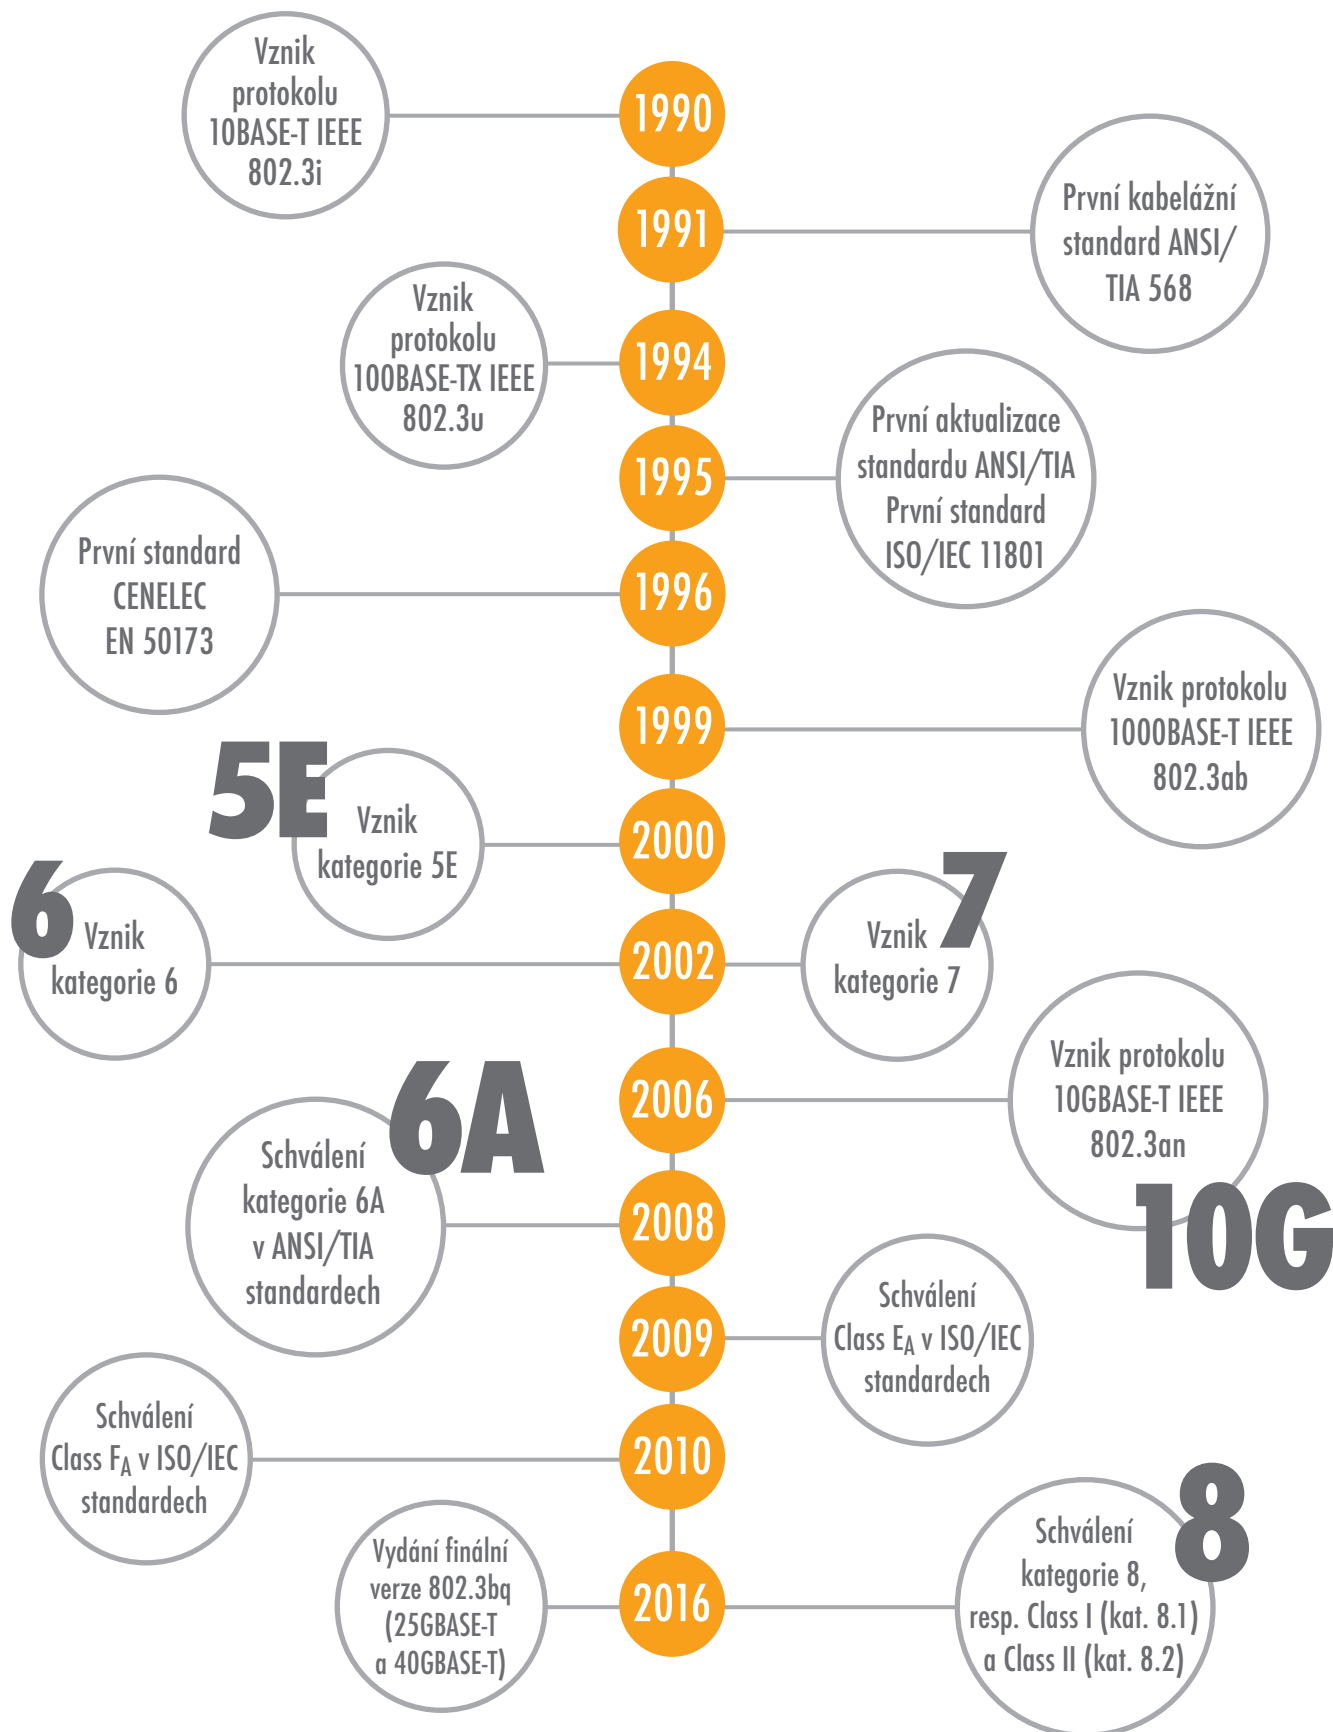 Vznik
protokolu
10BASE-T IEEE
802.3i
1990
1991
První kabelážní
standard ANSI/
TIA 568
Vznik
protokolu
100BASE-TX IEEE
802.3u
1994
1995
První aktualizace
standardu ANSI/TIA
První standard
ISO/IEC 11801
První standard
CENELEC
EN 50173
1996
1999
Vznik protokolu
1000BASE-T IEEE
802.3ab
5E
Vznik
kategorie 5E
2000
6
Vznik
kategorie 6
2002
7
Vznik
kategorie 7
2006
Vznik protokolu
10GBASE-T IEEE
802.3an
10G
6A
Schválení
kategorie 6A
v ANSI/TIA
standardech
2008
2009
Schválení
Class EA v ISO/IEC
standardech
Schválení
Class FA v ISO/IEC
standardech
2010
Vydání finální
verze 802.3bq
(25GBASE-T
a 40GBASE-T)
2016
8
Schválení
kategorie 8,
resp. Class I (kat. 8.1)
a Class II (kat. 8.2)